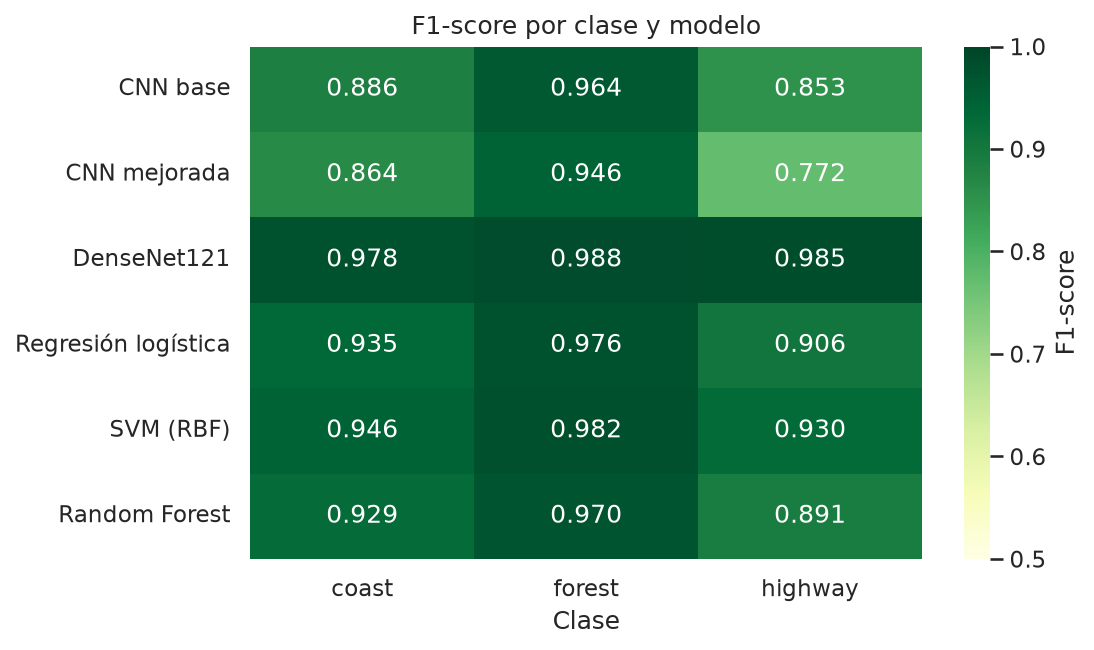 F1-score por clase y modelo
CNN base 0.886 0.964 0.853
CNN mejorada 0.864 0.946 0.772
DenseNet121 0.978 0.988 0.985
Regresión logística 0.935 0.976 0.906
SVM (RBF) 0.946 0.982 0.930
Random Forest 0.929 0.970 0.891
coast forest highway
Clase
1.0
0.9
0.8
0.7
0.6
0.5
F1-score